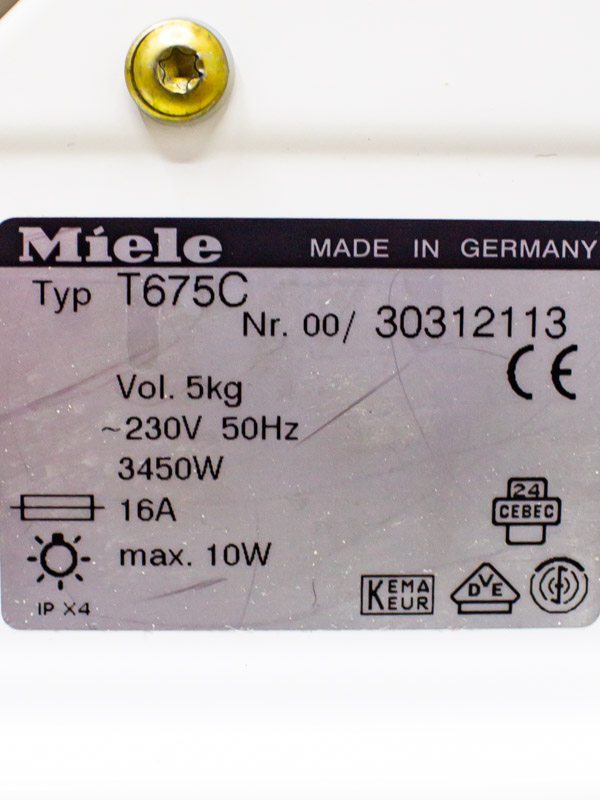 Miele MADE IN GERMANY
Typ T675C
Nr. 00/ 30312113
CE
Vol. 5kg
~230V 50Hz
3450W
16A
24
CEBEC
max. 10W
IP X4
KEMA
KEUR
DVE